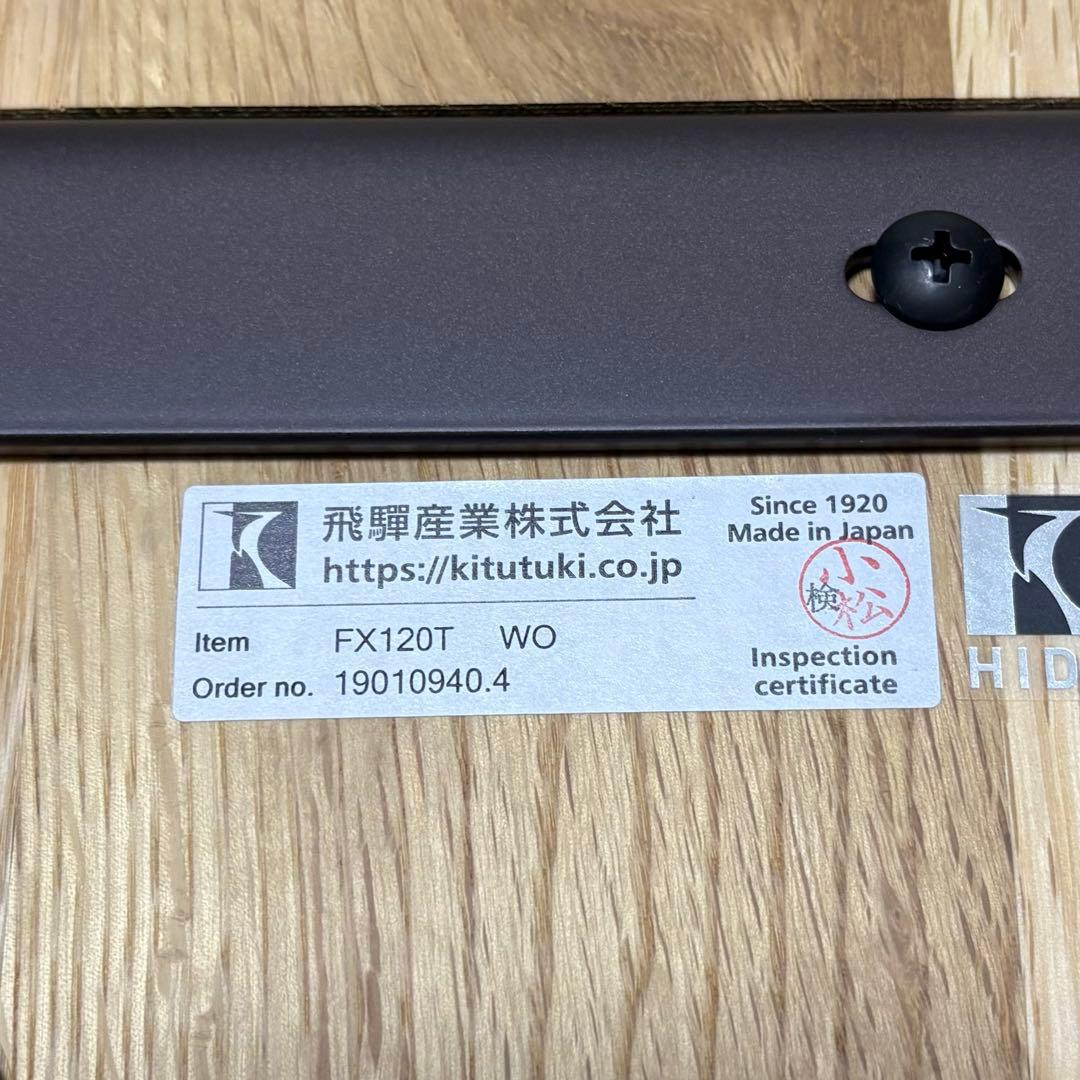 飛驒産業株式会社
https://kitutuki.co.jp
Item FX120T WO
Order no. 19010940.4
Since 1920
Made in Japan
検
小松
Inspection
certificate
HID